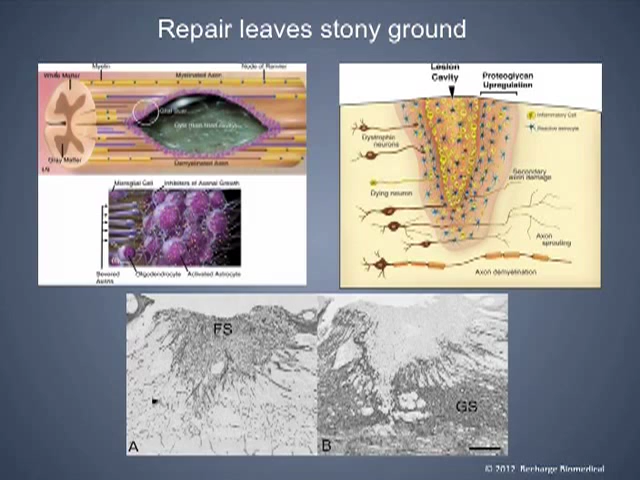 Repair leaves stony ground
Myelin
Myelinated Axon
Node of Ranvier
White Matter
Glial Scar
Cyst (fluid filled cavity)
Gray Matter
Demyelinated Axon
Microglial Cell
Inhibitors of Axonal Growth
Severed
Axons
Oligodendrocyte
Activated Astrocyte
Lesion
Cavity
Proteoglycan
Upregulation
Inflammatory Cell
Reactive astrocyte
Dystrophic
neurons
Secondary
axon damage
Dying neuron
Axon
sprouting
Axon demyelination
FS
GS
A
B
© 2012 Recharge Biomedical